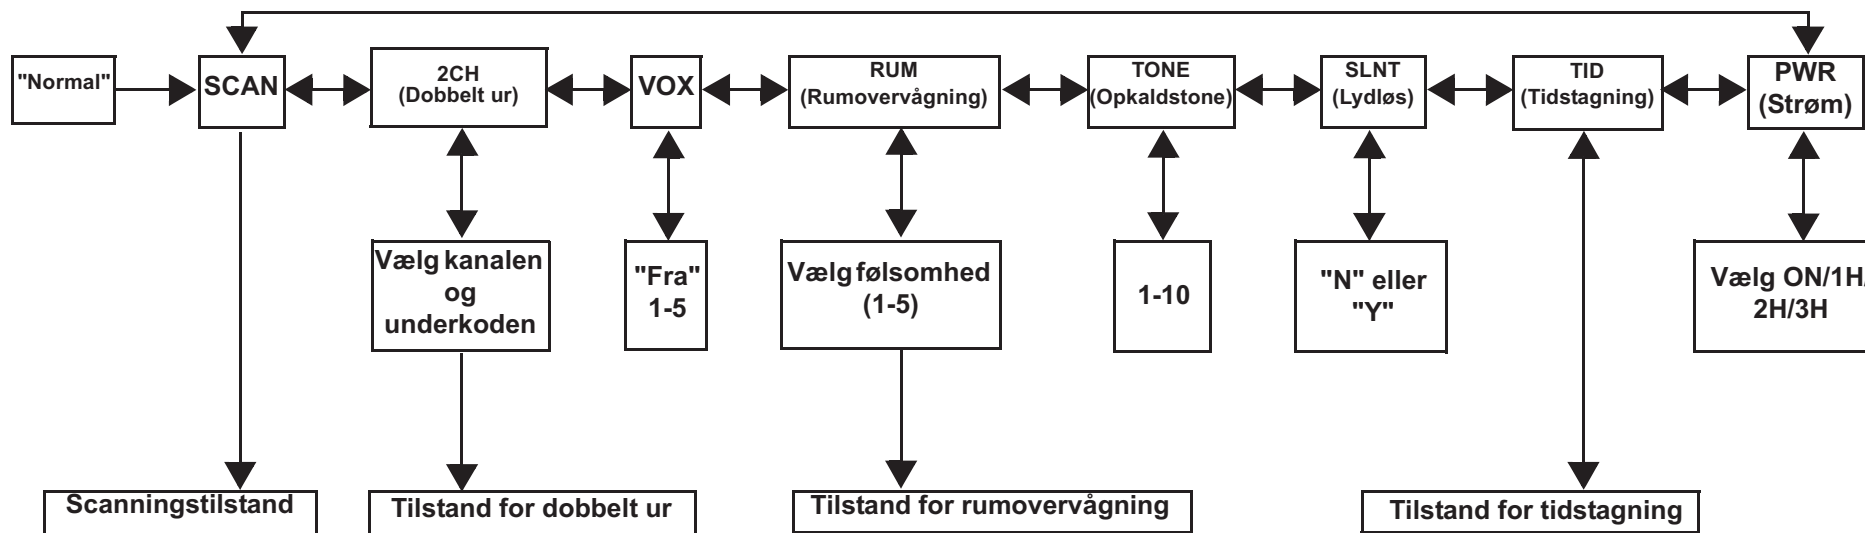 "Normal"
SCAN
2CH
(Dobbelt ur)
VOX
RUM
(Rumovervågning)
TONE
(Opkaldstone)
SLNT
(Lydløs)
TID
(Tidstagning)
PWR
(Strøm)
Vælg kanalen
og
underkoden
"Fra"
1-5
Vælg følsomhed
(1-5)
1-10
"N" eller
"Y"
Vælg ON/1H/
2H/3H
Scanningstilstand
Tilstand for dobbelt ur
Tilstand for rumovervågning
Tilstand for tidstagning